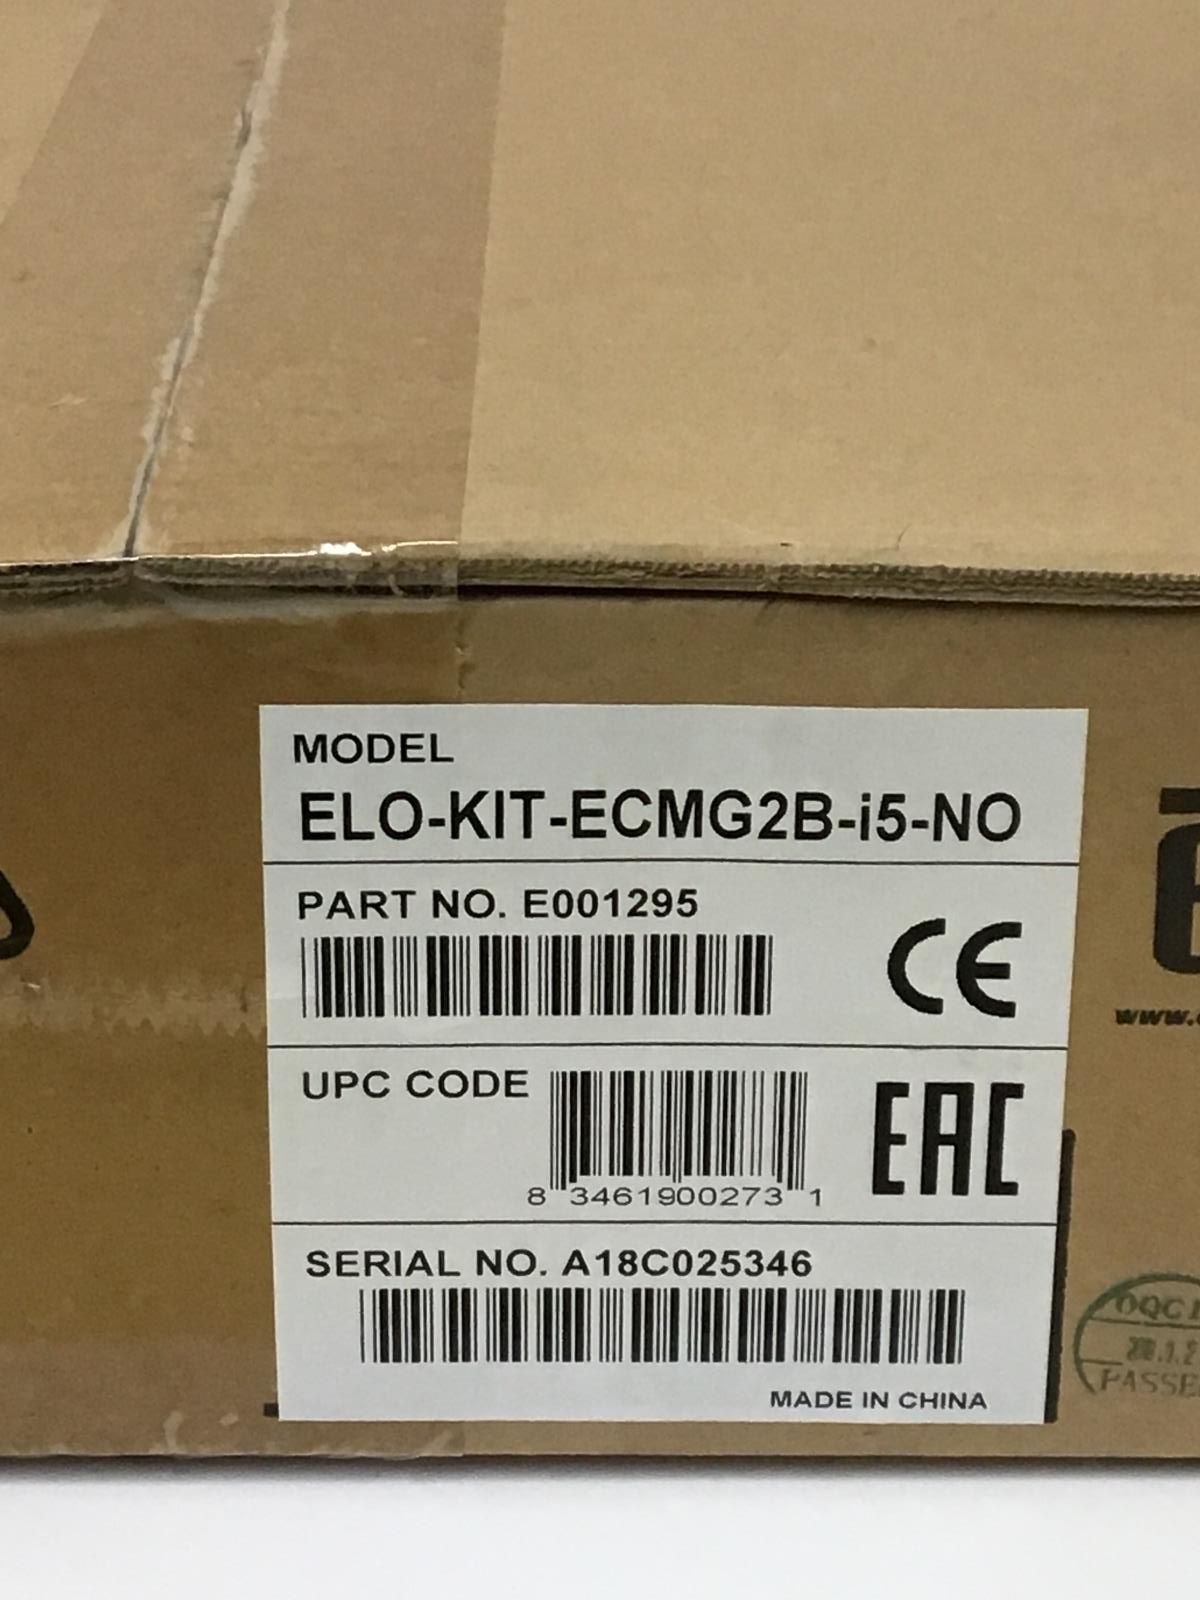 MODEL
ELO-KIT-ECMG2B-i5-NO
PART NO. E001295
CE
UPC CODE
8 3461900273 1
EAC
SERIAL NO. A18C025346
MADE IN CHINA
www.